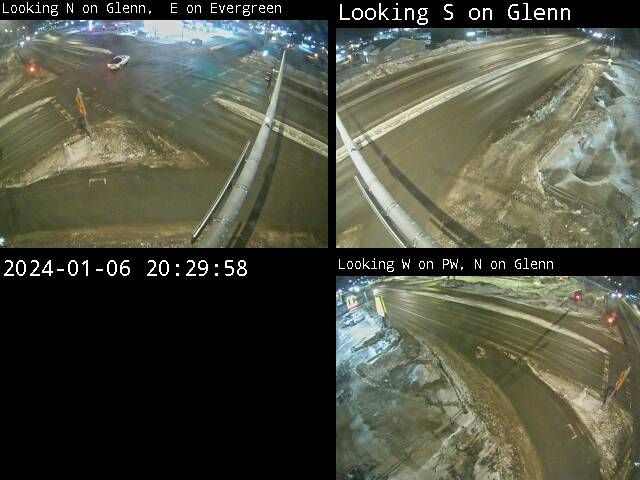 Looking N on Glenn,  E on Evergreen
Looking S on Glenn
2024-01-06 20:29:58
Looking W on PW, N on Glenn